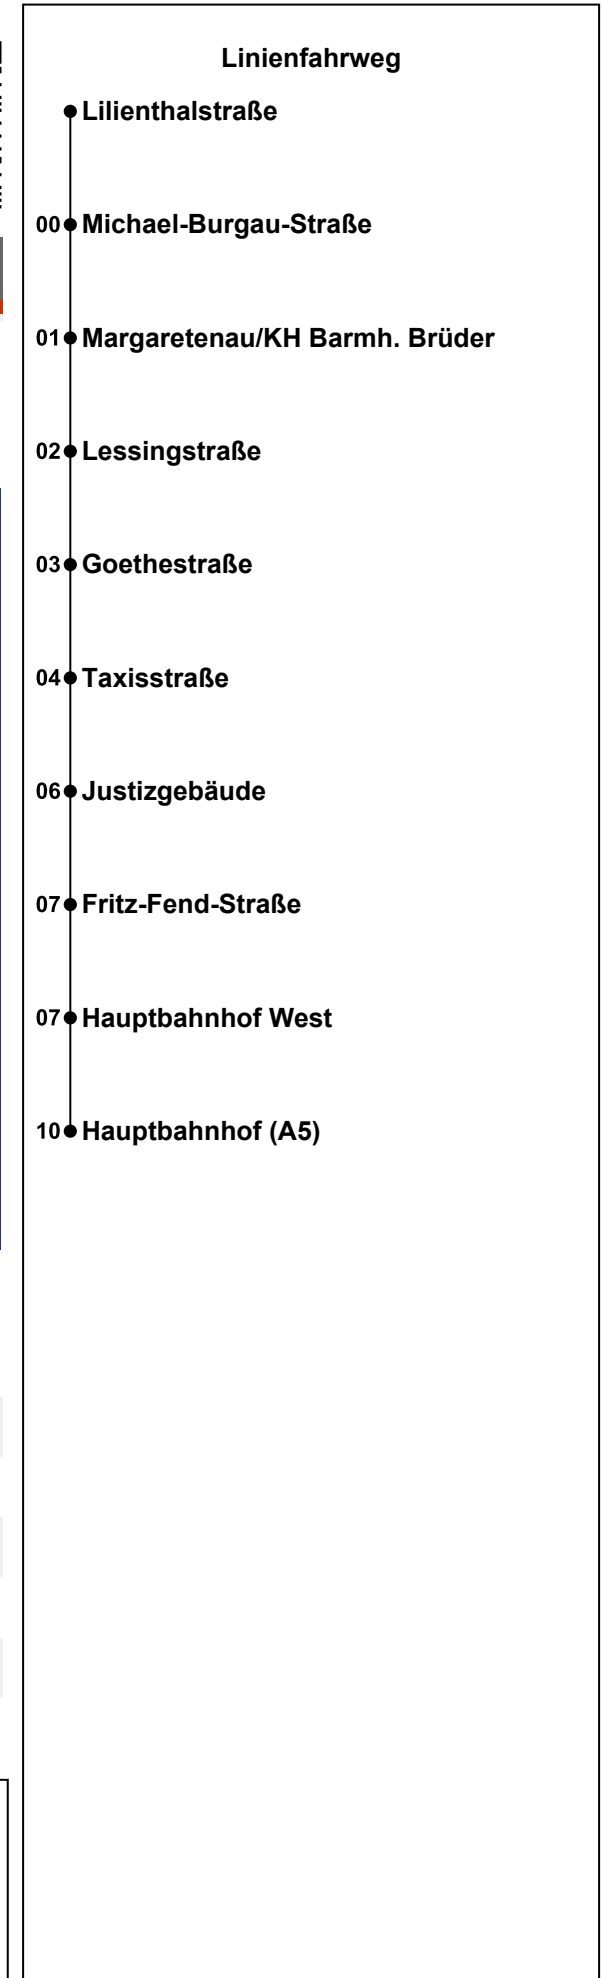 Linienfahrweg
Lilienthalstraße
00 Michael-Burgau-Straße
01 Margaretenau/KH Barmh. Brüder
02 Lessingstraße
03 Goethestraße
04 Taxisstraße
06 Justizgebäude
07 Fritz-Fend-Straße
07 Hauptbahnhof West
10 Hauptbahnhof (A5)